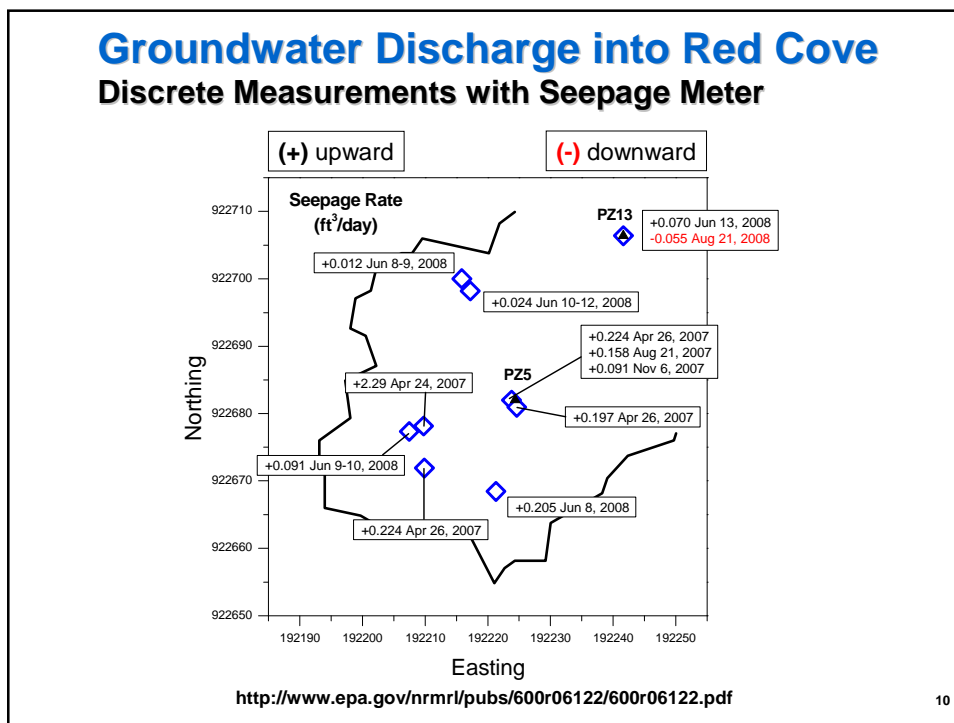 Groundwater Discharge into Red Cove
Discrete Measurements with Seepage Meter
(+) upward
(-) downward
Seepage Rate
(ft³/day)
PZ13
+0.070 Jun 13, 2008
-0.055 Aug 21, 2008
+0.012 Jun 8-9, 2008
+0.024 Jun 10-12, 2008
+0.224 Apr 26, 2007
+0.158 Aug 21, 2007
+0.091 Nov 6, 2007
PZ5
+2.29 Apr 24, 2007
+0.197 Apr 26, 2007
+0.091 Jun 9-10, 2008
+0.205 Jun 8, 2008
+0.224 Apr 26, 2007
922710
922700
922690
922680
922670
922660
922650
Northing
192190 192200 192210 192220 192230 192240 192250
Easting
http://www.epa.gov/nrmrl/pubs/600r06122/600r06122.pdf
10